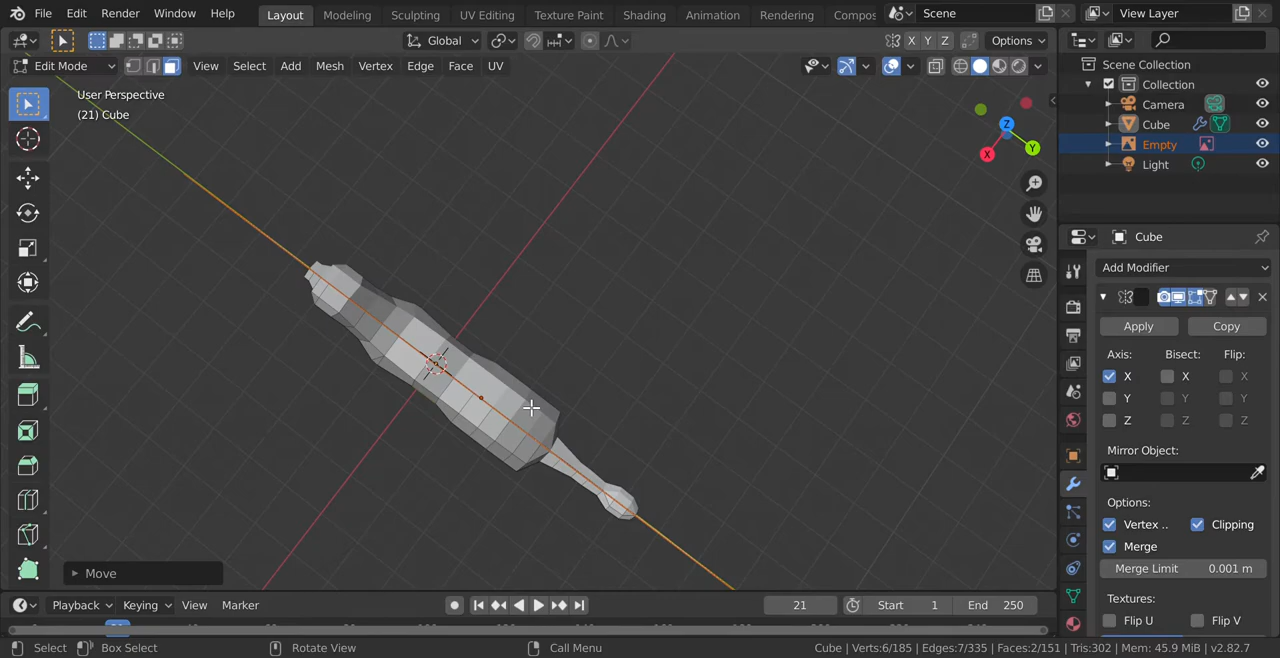 File Edit Render Window Help Layout Modeling Sculpting UV Editing Texture Paint Shading Animation Rendering Compos Scene View Layer
Global X Y Z Options
Edit Mode View Select Add Mesh Vertex Edge Face UV
User Perspective
(21) Cube
Z
X
Y
Scene Collection
Collection
Camera
Cube
Empty
Light
Cube
Add Modifier
Apply Copy
Axis: Bisect: Flip:
X X X
Y Y Y
Z Z Z
Mirror Object:
Options:
Vertex .. Clipping
Merge
Merge Limit 0.001 m
Textures:
Flip U Flip V
Move
Playback Keying View Marker 21 Start 1 End 250
Select Box Select Rotate View Call Menu Cube | Verts:6/185 | Edges:7/335 | Faces:2/151 | Tris:302 | Mem: 45.9 MiB | v2.82.7